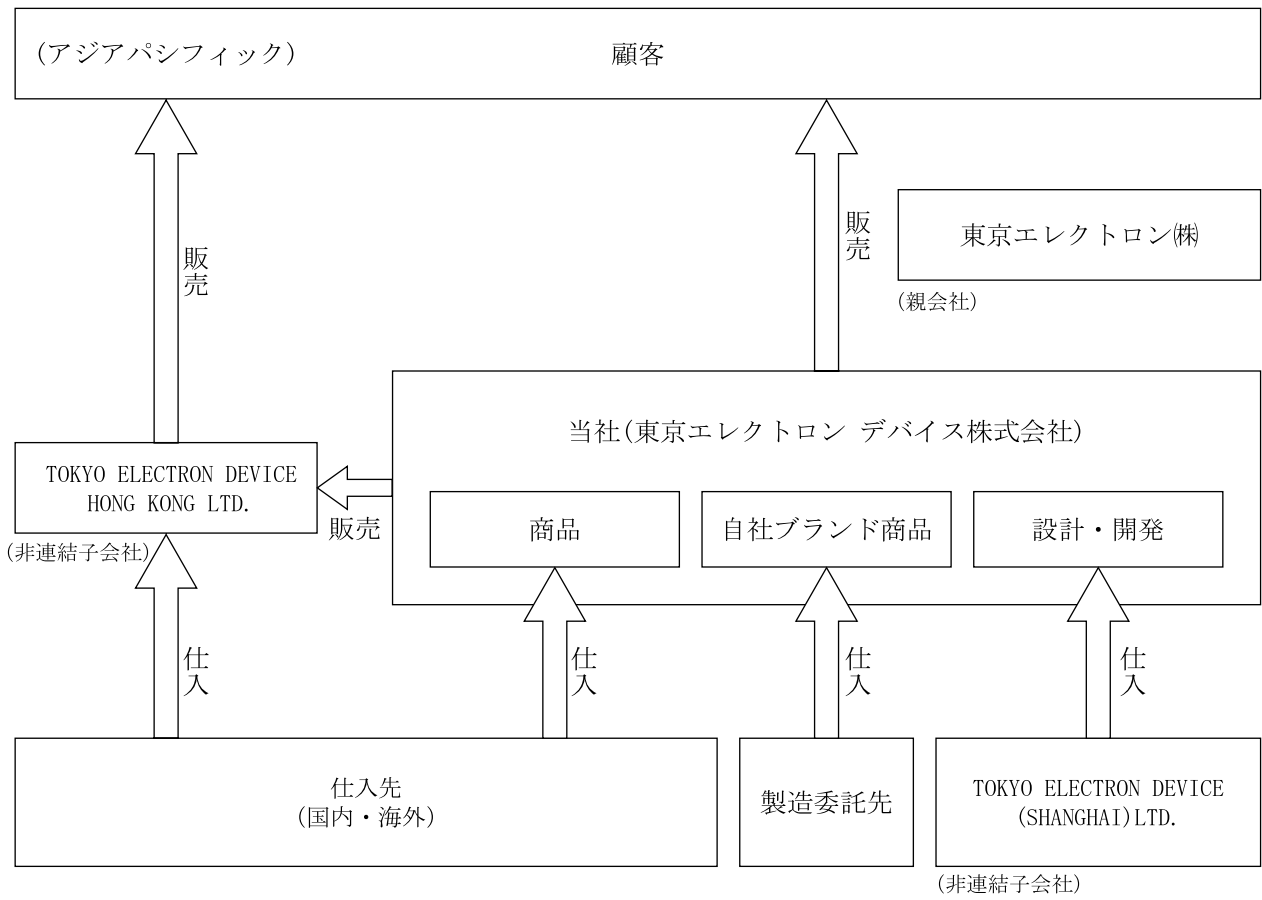 (アジアパシフィック)
顧客
販売
販売
東京エレクトロン㈱
(親会社)
当社(東京エレクトロン デバイス株式会社)
TOKYO ELECTRON DEVICE
HONG KONG LTD.
(非連結子会社)
販売
商品
自社ブランド商品
設計・開発
仕入
仕入
仕入
仕入
仕入先
(国内・海外)
製造委託先
TOKYO ELECTRON DEVICE
(SHANGHAI)LTD.
(非連結子会社)